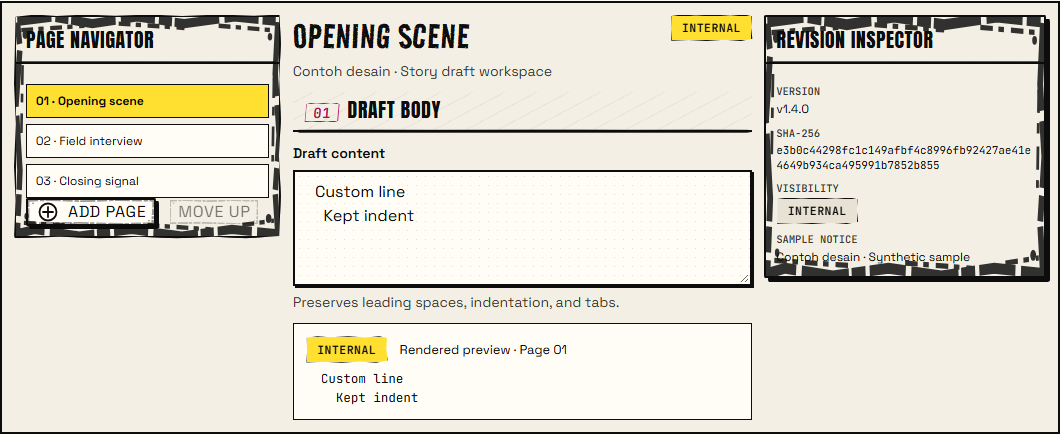 PAGE NAVIGATOR
01 · Opening scene
02 · Field interview
03 · Closing signal
ADD PAGE
MOVE UP
OPENING SCENE
INTERNAL
Contoh desain · Story draft workspace
01 DRAFT BODY
Draft content
Custom line
  Kept indent
Preserves leading spaces, indentation, and tabs.
INTERNAL Rendered preview · Page 01
Custom line
  Kept indent
REVISION INSPECTOR
VERSION
v1.4.0
SHA-256
e3b0c44298fc1c149afbf4c8996fb92427ae41e
4649b934ca495991b7852b855
VISIBILITY
INTERNAL
SAMPLE NOTICE
Contoh desain · Synthetic sample